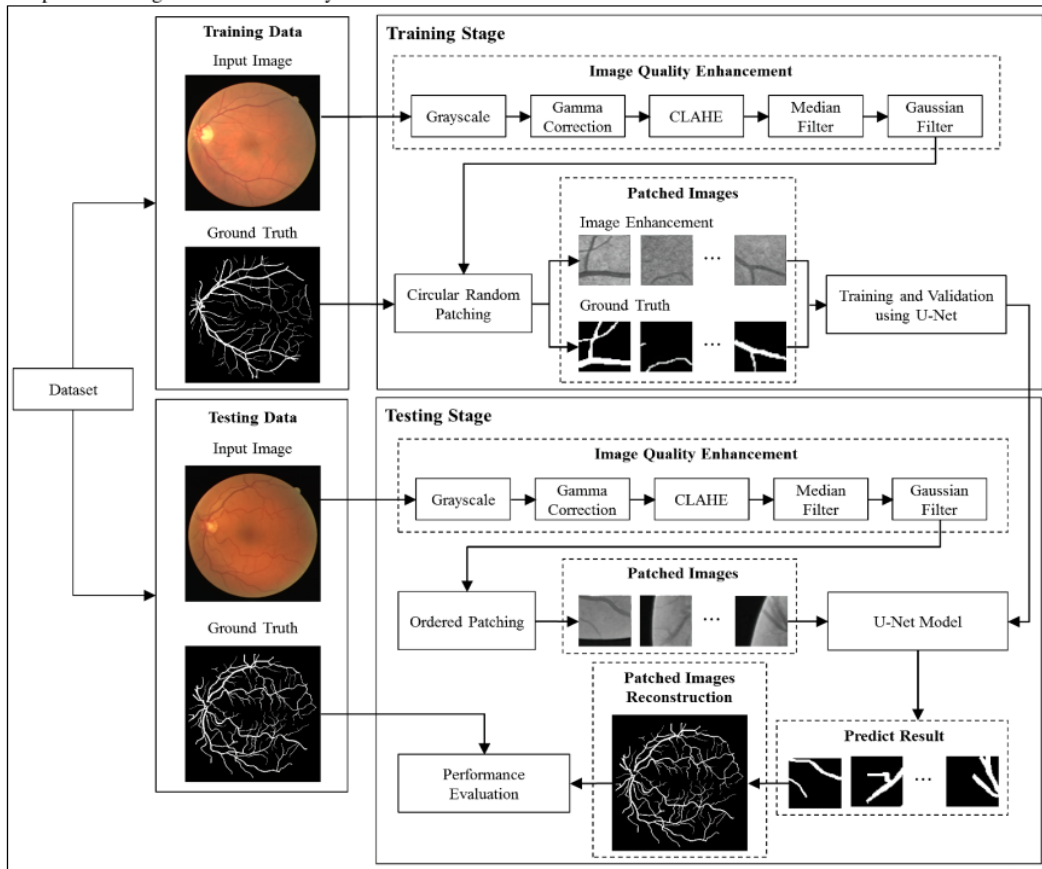 Training Data
Input Image
Ground Truth
Training Stage
Image Quality Enhancement
Grayscale
Gamma
Correction
CLAHE
Median
Filter
Gaussian
Filter
Patched Images
Image Enhancement
...
Circular Random
Patching
Ground Truth
...
Training and Validation
using U-Net
Dataset
Testing Data
Input Image
Ground Truth
Testing Stage
Image Quality Enhancement
Grayscale
Gamma
Correction
CLAHE
Median
Filter
Gaussian
Filter
Ordered Patching
Patched Images
...
U-Net Model
Patched Images
Reconstruction
Predict Result
...
Performance
Evaluation